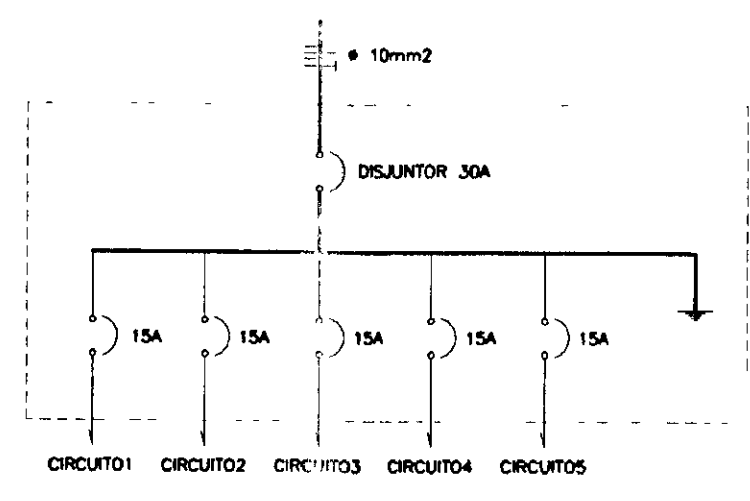 ø 10mm2
DISJUNTOR 30A
15A 15A 15A 15A 15A
CIRCUITO1 CIRCUITO2 CIRCUITO3 CIRCUITO4 CIRCUITO5